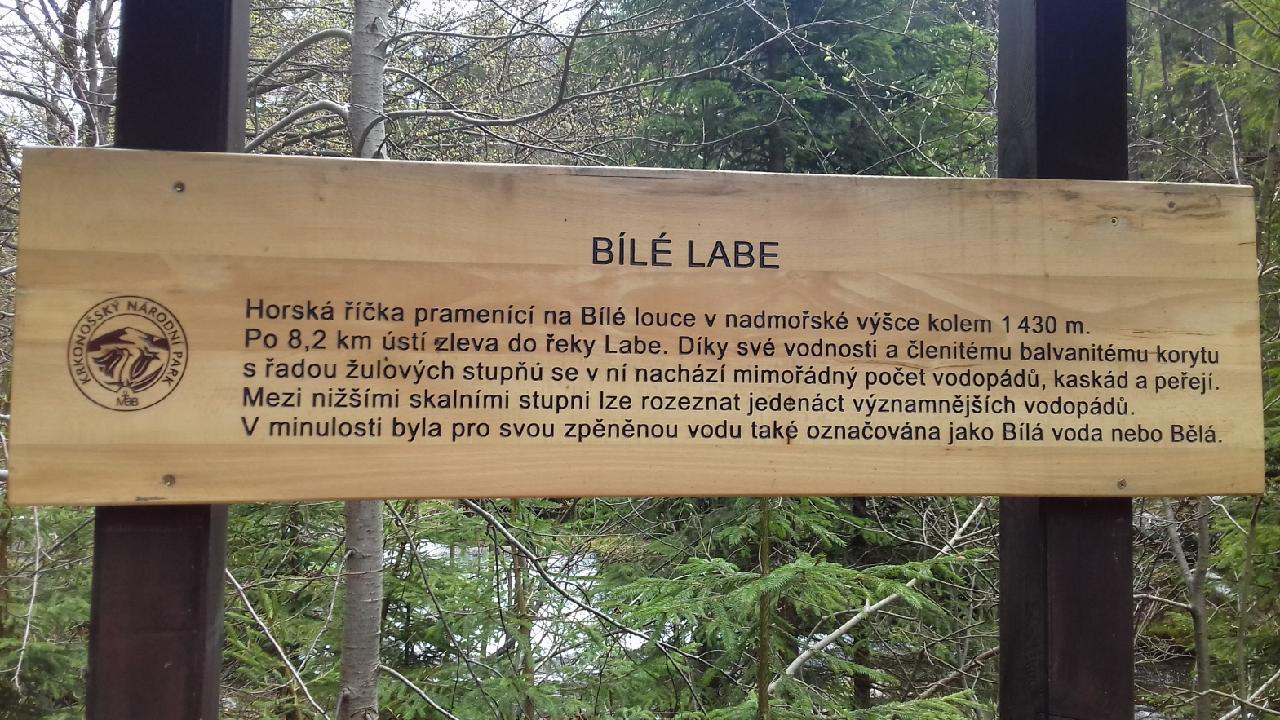 BÍLÉ LABE
Horská říčka pramenící na Bílé louce v nadmořské výšce kolem 1 430 m.
Po 8,2 km ústí zleva do řeky Labe. Díky své vodnosti a členitému balvanitému korytu
s řadou žulových stupňů se v ní nachází mimořádný počet vodopádů, kaskád a peřejí.
Mezi nižšími skalními stupni lze rozeznat jedenáct významnějších vodopádů.
V minulosti byla pro svou zpěněnou vodu také označována jako Bílá voda nebo Bělá.
KRKONOŠSKÝ NÁRODNÍ PARK
MaB